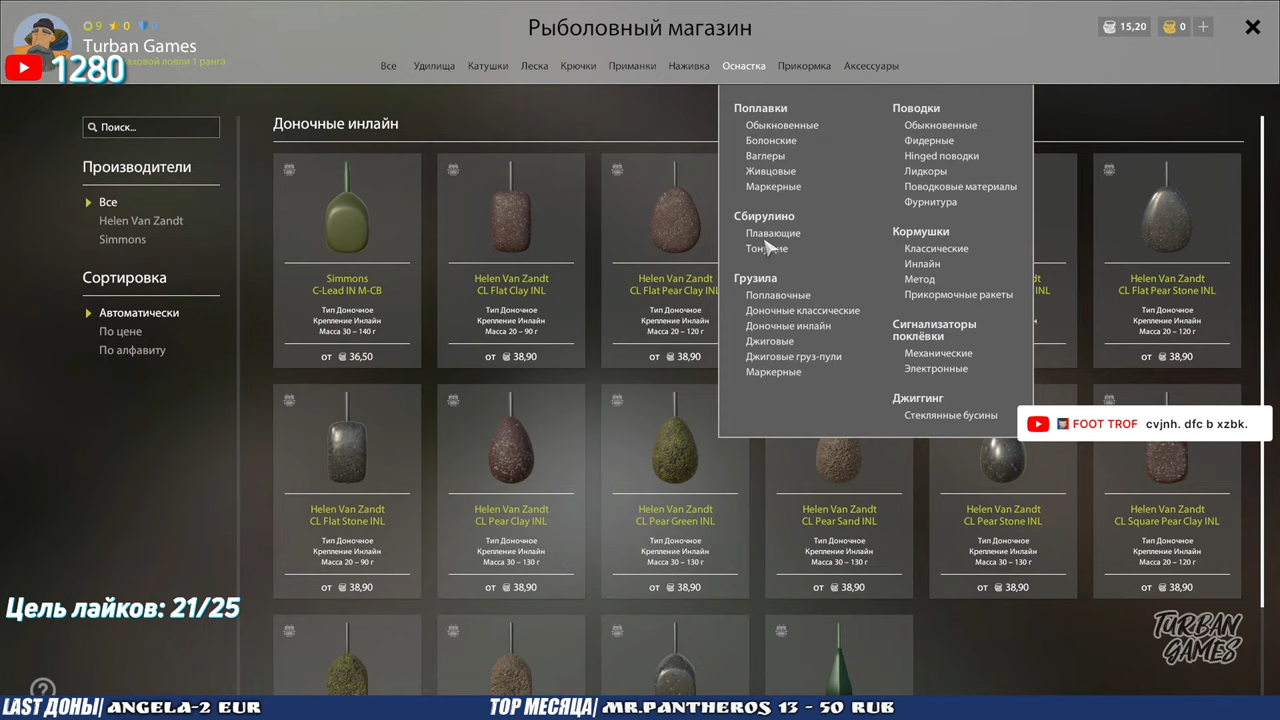 9 0 0
Turban Games
аховой ловли 1 ранга
1280
Рыболовный магазин
15,20
0
Все Удилища Катушки Леска Крючки Приманки Наживка Оснастка Прикормка Аксессуары
Поиск...
Производители
Все
Helen Van Zandt
Simmons
Сортировка
Автоматически
По цене
По алфавиту
Доночные инлайн
Поплавки
Обыкновенные
Болонские
Ваглеры
Живцовые
Маркерные
Сбирулино
Плавающие
Грузила
Поплавочные
Доночные классические
Доночные инлайн
Джиговые
Джиговые груз-пули
Маркерные
Поводки
Обыкновенные
Фидерные
Hinged поводки
Лидкоры
Поводковые материалы
Фурнитура
Кормушки
Классические
Инлайн
Метод
Прикормочные ракеты
Сигнализаторы
поклёвки
Механические
Электронные
Джиггинг
Стеклянные бусины
Simmons
C-Lead IN M-CB
Тип Доночное
Крепление Инлайн
Масса 30 – 140 г
от 36,50
Helen Van Zandt
CL Flat Clay INL
Тип Доночное
Крепление Инлайн
Масса 20 – 90 г
от 38,90
Helen Van Zandt
CL Flat Pear Clay INL
Тип Доночное
Крепление Инлайн
Масса 20 – 120 г
от 38,90
Helen Van Zandt
CL Flat Pear Stone INL
Тип Доночное
Крепление Инлайн
Масса 20 – 120 г
от 38,90
FOOT TROF cvjnh. dfc b xzbk.
Helen Van Zandt
CL Flat Stone INL
Тип Доночное
Крепление Инлайн
Масса 20 – 90 г
от 38,90
Helen Van Zandt
CL Pear Clay INL
Тип Доночное
Крепление Инлайн
Масса 30 – 130 г
от 38,90
Helen Van Zandt
CL Pear Green INL
Тип Доночное
Крепление Инлайн
Масса 30 – 130 г
от 38,90
Helen Van Zandt
CL Pear Sand INL
Тип Доночное
Крепление Инлайн
Масса 30 – 130 г
от 38,90
Helen Van Zandt
CL Pear Stone INL
Тип Доночное
Крепление Инлайн
Масса 30 – 130 г
от 38,90
Helen Van Zandt
CL Square Pear Clay INL
Тип Доночное
Крепление Инлайн
Масса 20 – 120 г
от 38,90
Цель лайков: 21/25
TURBAN
GAMES
LAST ДОНЫ| ANGELA-2 EUR
TOP МЕСЯЦА| MR.PANTHEROS 13 - 50 RUB